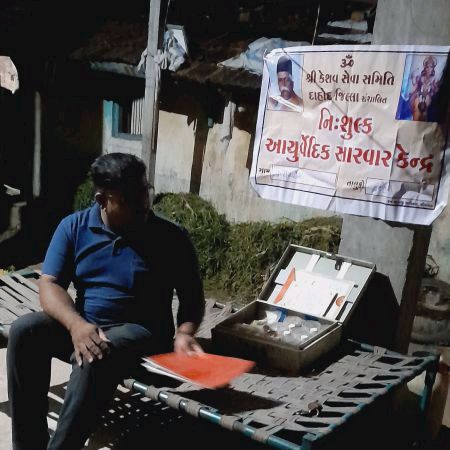 ૐ
શ્રી કેશવ સેવા સમિતિ
દાહોદ જિલ્લા સંચાલિત
નિ:શુલ્ક
આયુર્વેદિક સારવાર કેન્દ્ર
ગામ તાલુકો